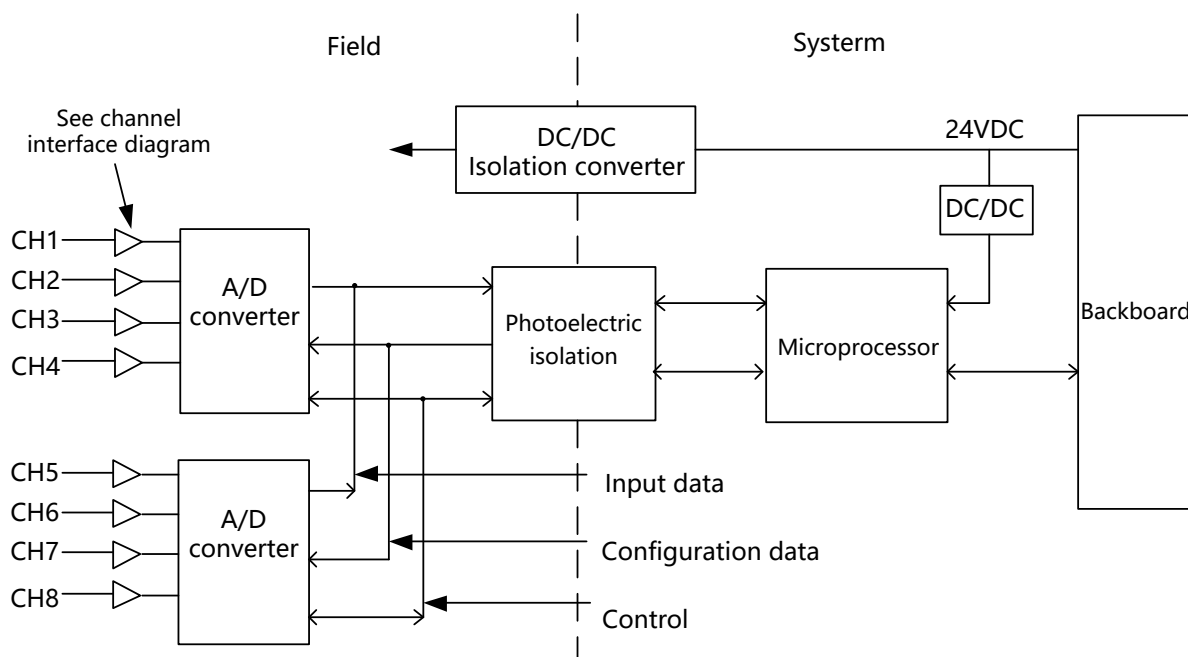 Field
Systerm
See channel
interface diagram
DC/DC
Isolation converter
24VDC
DC/DC
CH1
CH2
CH3
CH4
A/D
converter
Photoelectric
isolation
Microprocessor
Backboard
CH5
CH6
CH7
CH8
A/D
converter
Input data
Configuration data
Control